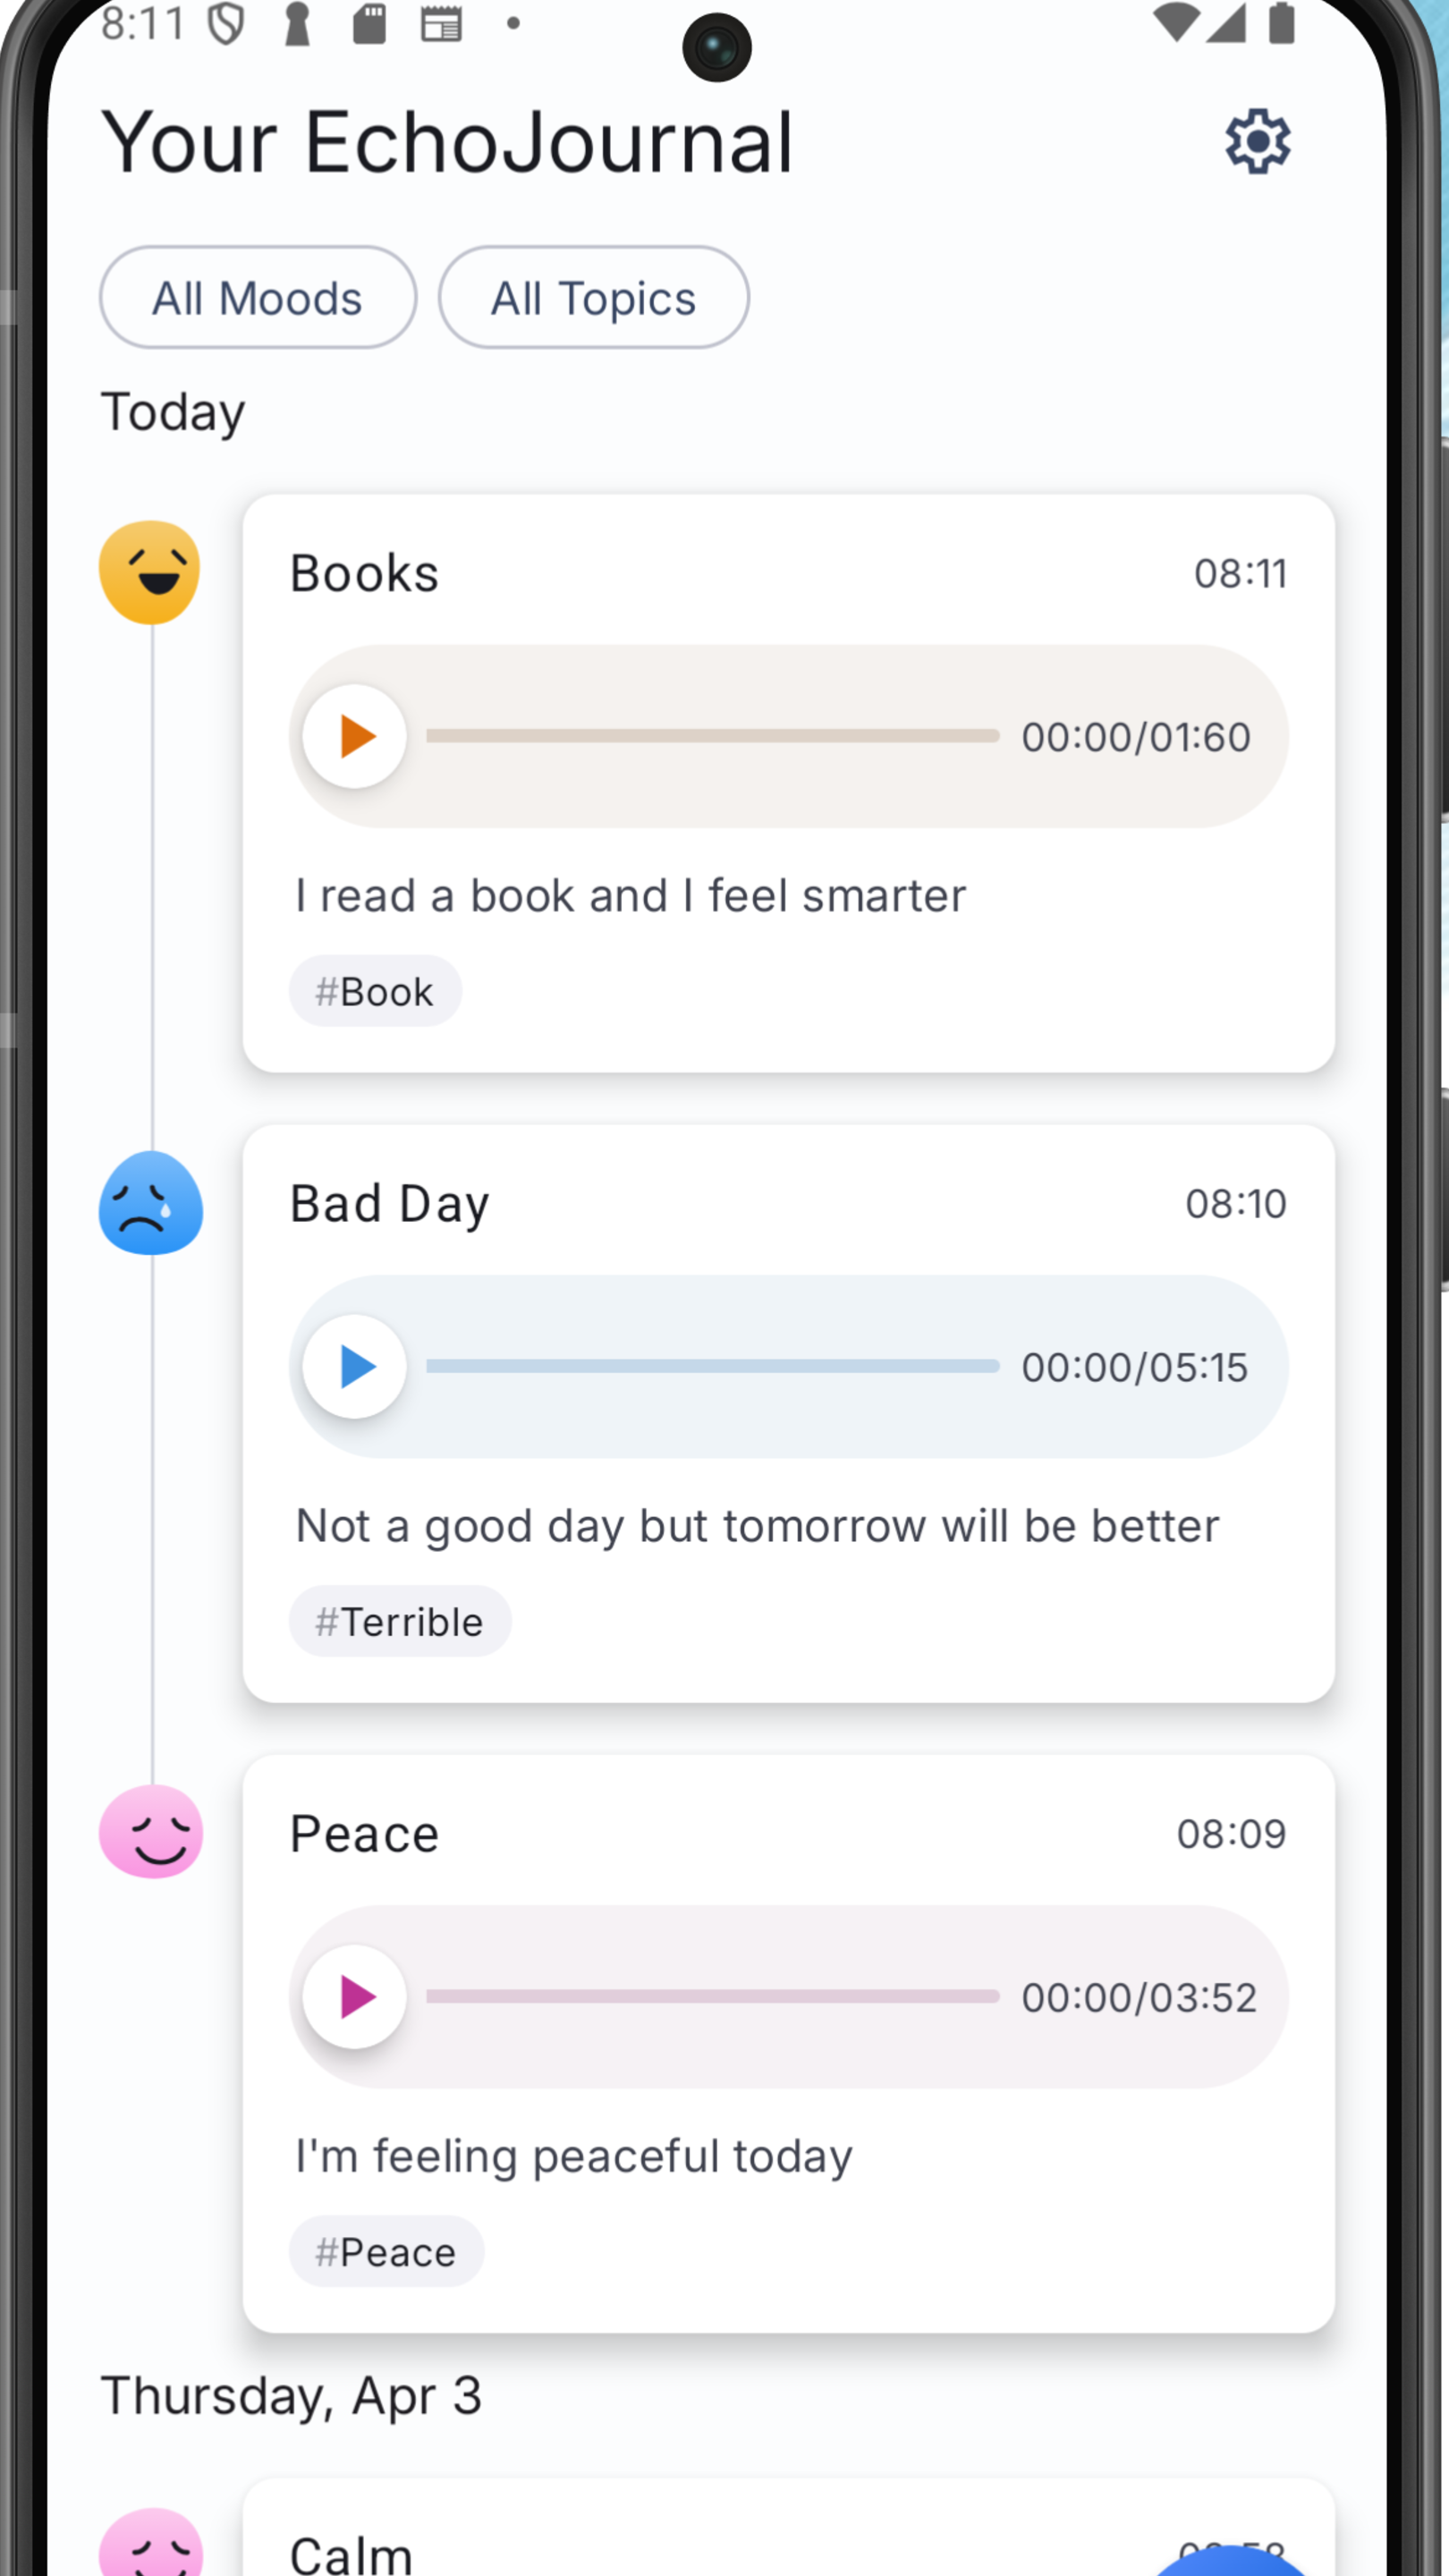 8:11
Your EchoJournal
All Moods All Topics
Today
Books 08:11
00:00/01:60
I read a book and I feel smarter
#Book
Bad Day 08:10
00:00/05:15
Not a good day but tomorrow will be better
#Terrible
Peace 08:09
00:00/03:52
I'm feeling peaceful today
#Peace
Thursday, Apr 3
Calm